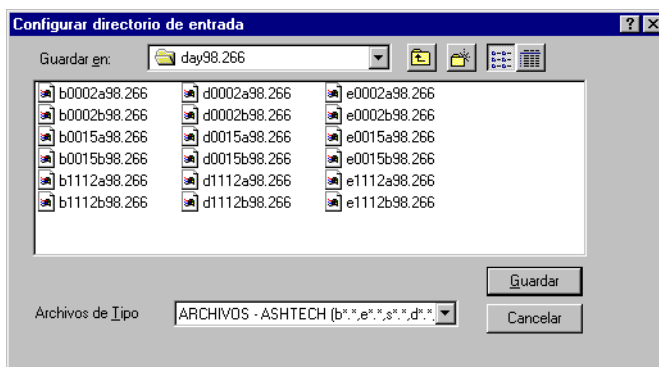 Configurar directorio de entrada
Guardar en: day98.266
b0002a98.266 d0002a98.266 e0002a98.266
b0002b98.266 d0002b98.266 e0002b98.266
b0015a98.266 d0015a98.266 e0015a98.266
b0015b98.266 d0015b98.266 e0015b98.266
b1112a98.266 d1112a98.266 e1112a98.266
b1112b98.266 d1112b98.266 e1112b98.266
Guardar
Archivos de Tipo ARCHIVOS - ASHTECH (b*.*,e*.*,s*.*,d*.*,
Cancelar